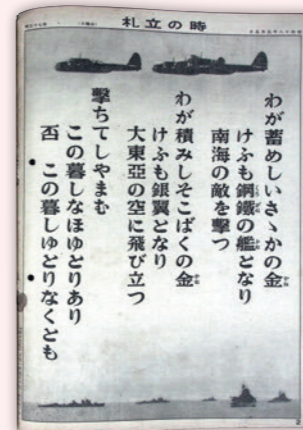 時の立札
わが蓄めしいさゝかの金
けふも鋼鐵の艦となり
南海の敵を擊つ
わが積みしそこばくの金
けふも銀翼となり
大東亞の空に飛び立つ
擊ちてしやまむ
この暮しなほゆとりあり
否 この暮しゆとりなくとも